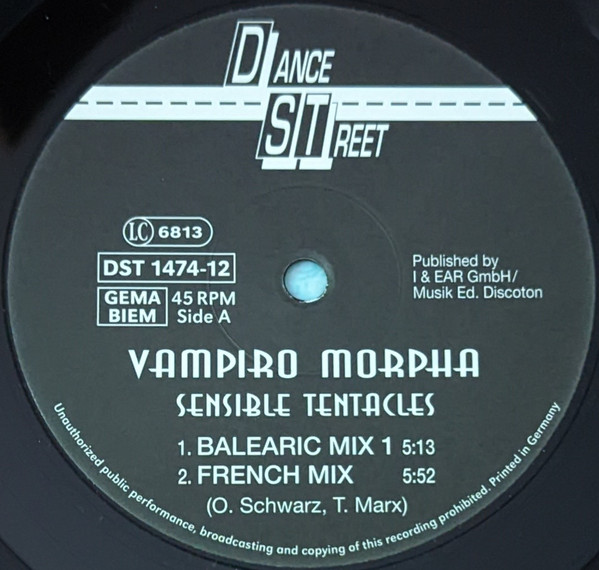 DANCE
STREET
LC 6813
DST 1474-12
GEMA
BIEM
45 RPM
Side A
Published by
I & EAR GmbH/
Musik Ed. Discoton
VAMPIRO MORPHA
SENSIBLE TENTACLES
1. BALEARIC MIX 1 5:13
2. FRENCH MIX 5:52
(O. Schwarz, T. Marx)
Unauthorized public performance, broadcasting and copying of this recording prohibited. Printed in Germany